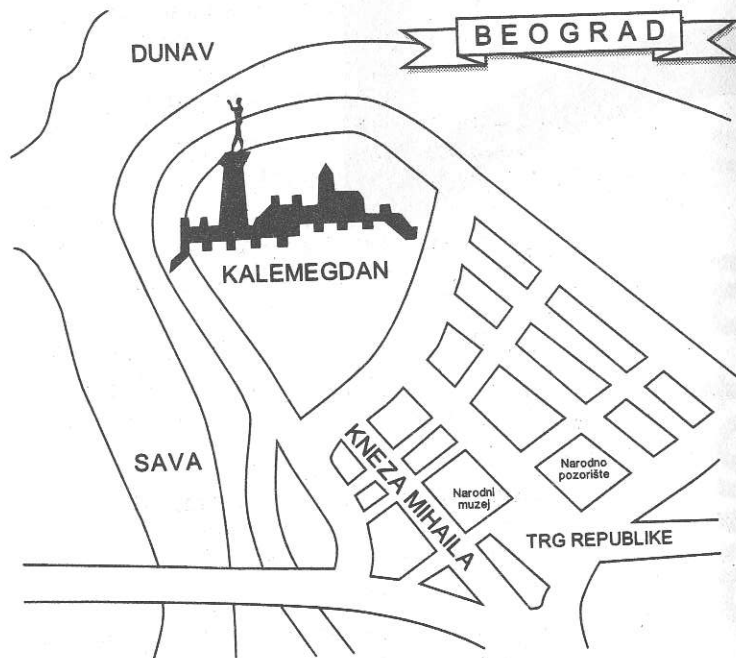 BEOGRAD
DUNAV
KALEMEGDAN
SAVA
KNEZA MIHAILA
Narodno
pozorište
Narodni
muzej
TRG REPUBLIKE